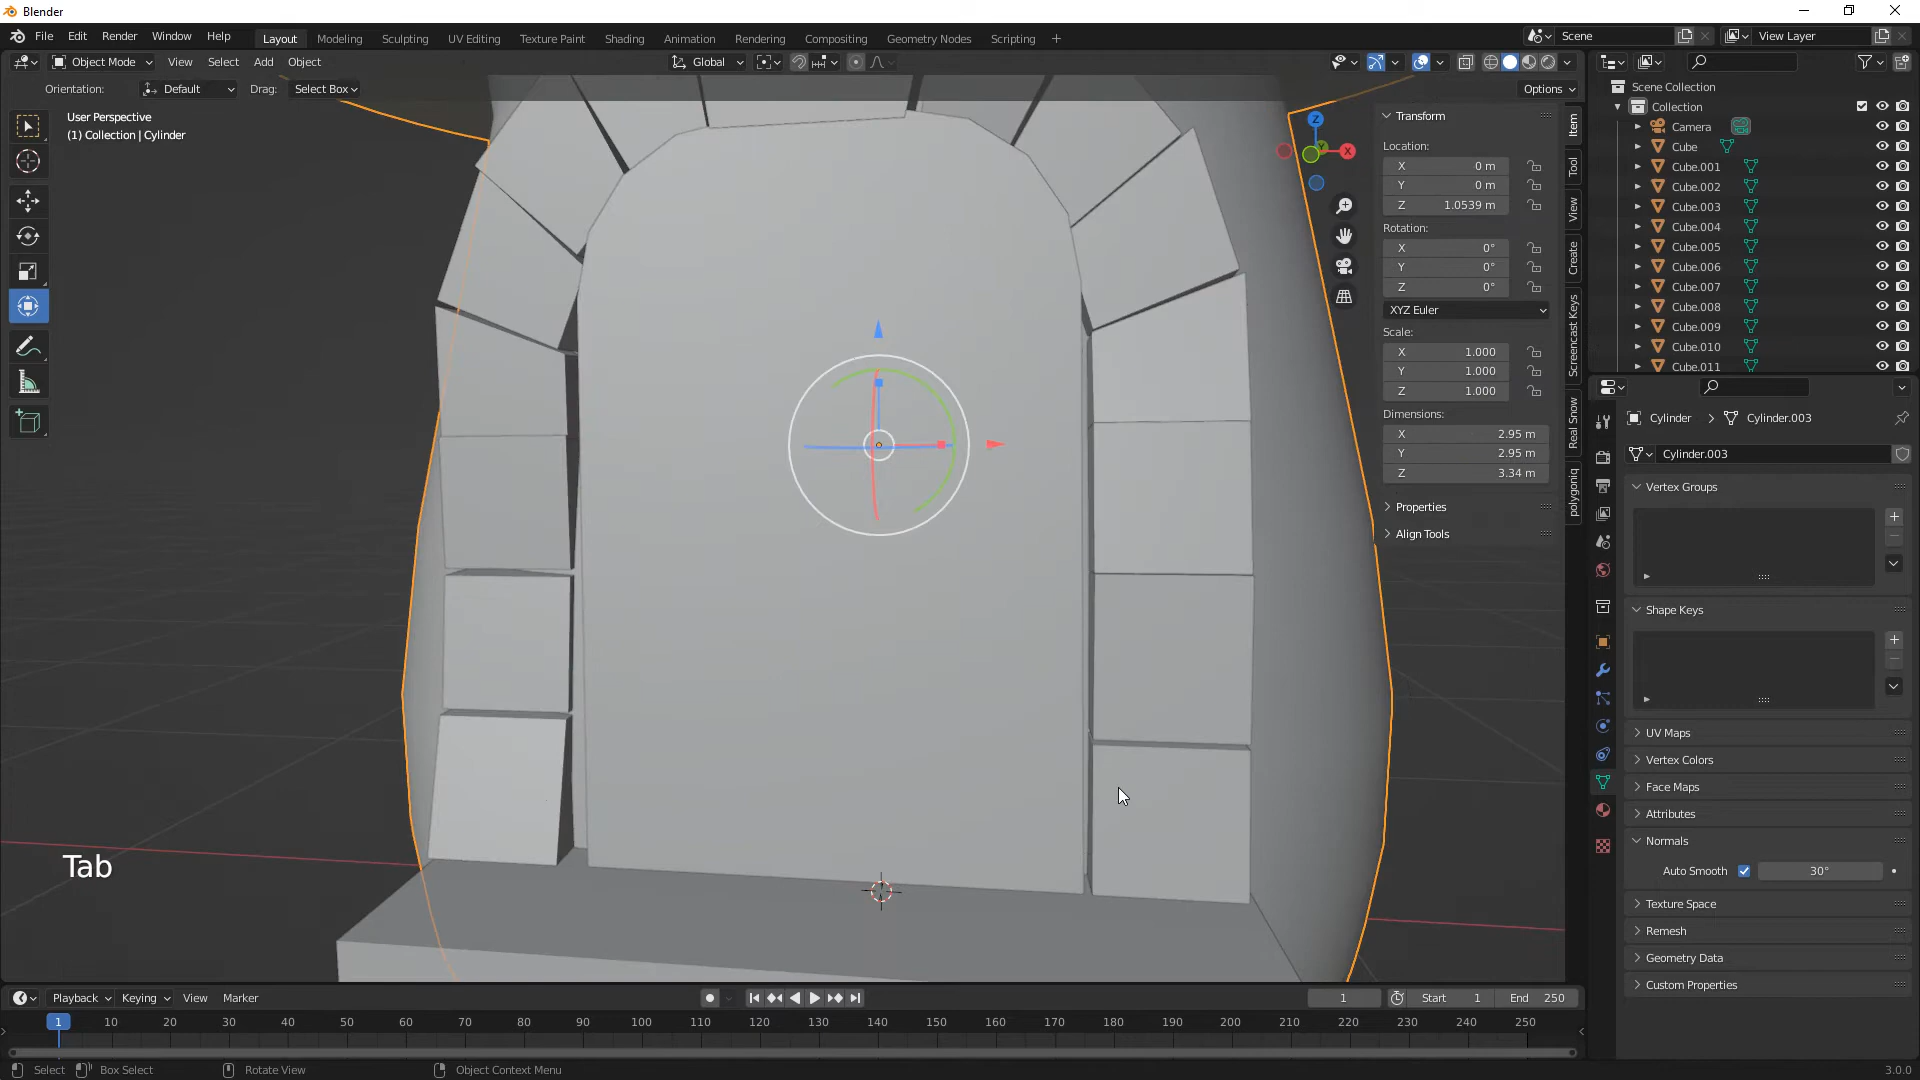 Blender
File Edit Render Window Help Layout Modeling Sculpting UV Editing Texture Paint Shading Animation Rendering Compositing Geometry Nodes Scripting + Scene View Layer
Object Mode View Select Add Object Global
Orientation: Default Drag: Select Box Options
User Perspective
(1) Collection | Cylinder
Z
X
Y
Tab
Transform
Location:
X 0 m
Y 0 m
Z 1.0539 m
Rotation:
X 0°
Y 0°
Z 0°
XYZ Euler
Scale:
X 1.000
Y 1.000
Z 1.000
Dimensions:
X 2.95 m
Y 2.95 m
Z 3.34 m
Properties
Align Tools
Item
Tool
View
Create
Screencast Keys
Real Snow
polygoniq
Scene Collection
Collection
Camera
Cube
Cube.001
Cube.002
Cube.003
Cube.004
Cube.005
Cube.006
Cube.007
Cube.008
Cube.009
Cube.010
Cube.011
Cylinder > Cylinder.003
Cylinder.003
Vertex Groups
Shape Keys
UV Maps
Vertex Colors
Face Maps
Attributes
Normals
Auto Smooth 30°
Texture Space
Remesh
Geometry Data
Custom Properties
Playback Keying View Marker 1 Start 1 End 250
1 10 20 30 40 50 60 70 80 90 100 110 120 130 140 150 160 170 180 190 200 210 220 230 240 250
Select Box Select Rotate View Object Context Menu 3.0.0